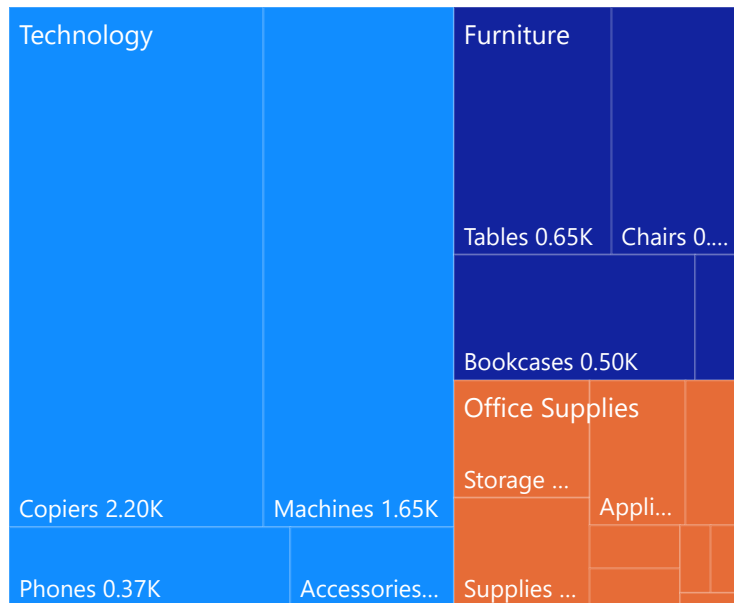 Technology
Furniture
Tables 0.65K
Chairs 0....
Bookcases 0.50K
Office Supplies
Storage ...
Copiers 2.20K
Machines 1.65K
Appli...
Phones 0.37K
Accessories...
Supplies ...